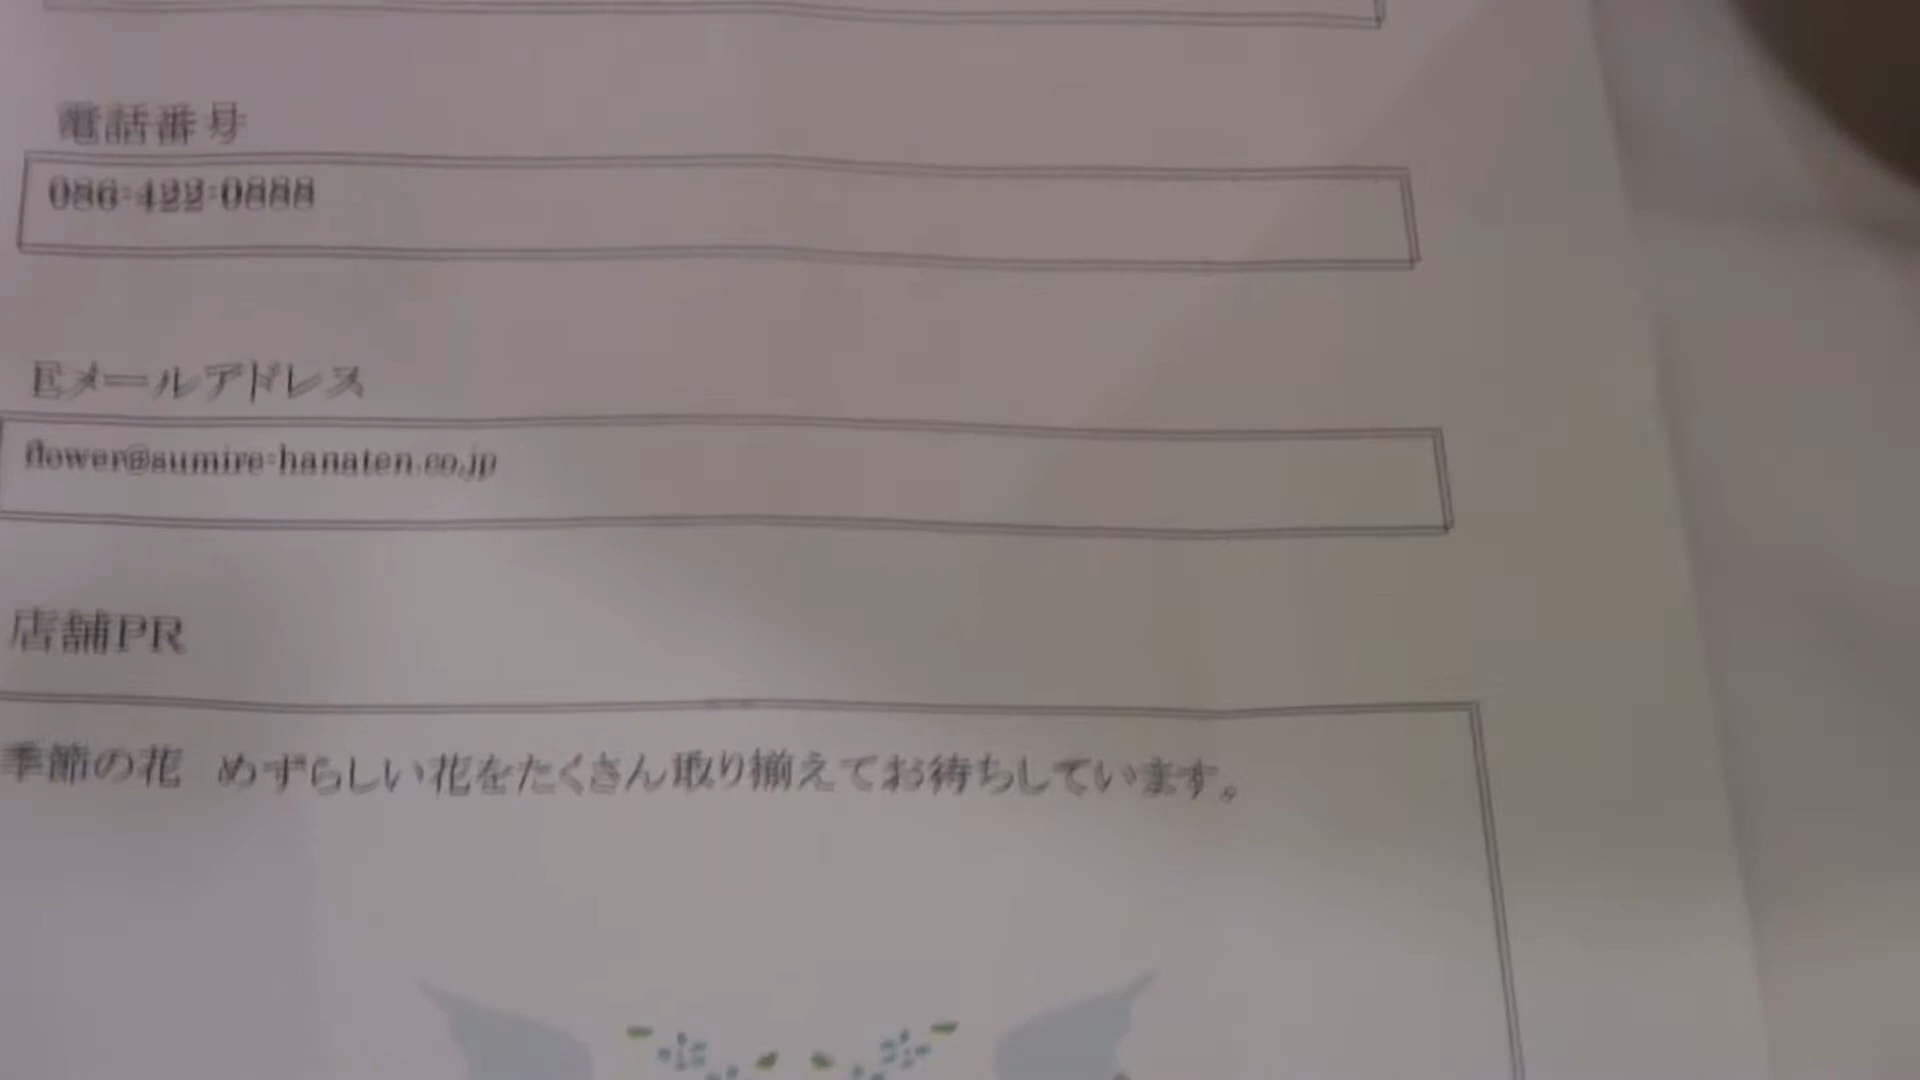 電話番号
086-422-0888
Eメールアドレス
flower@sumire-hanaten.co.jp
店舗PR
季節の花 めずらしい花をたくさん取り揃えてお待ちしています。